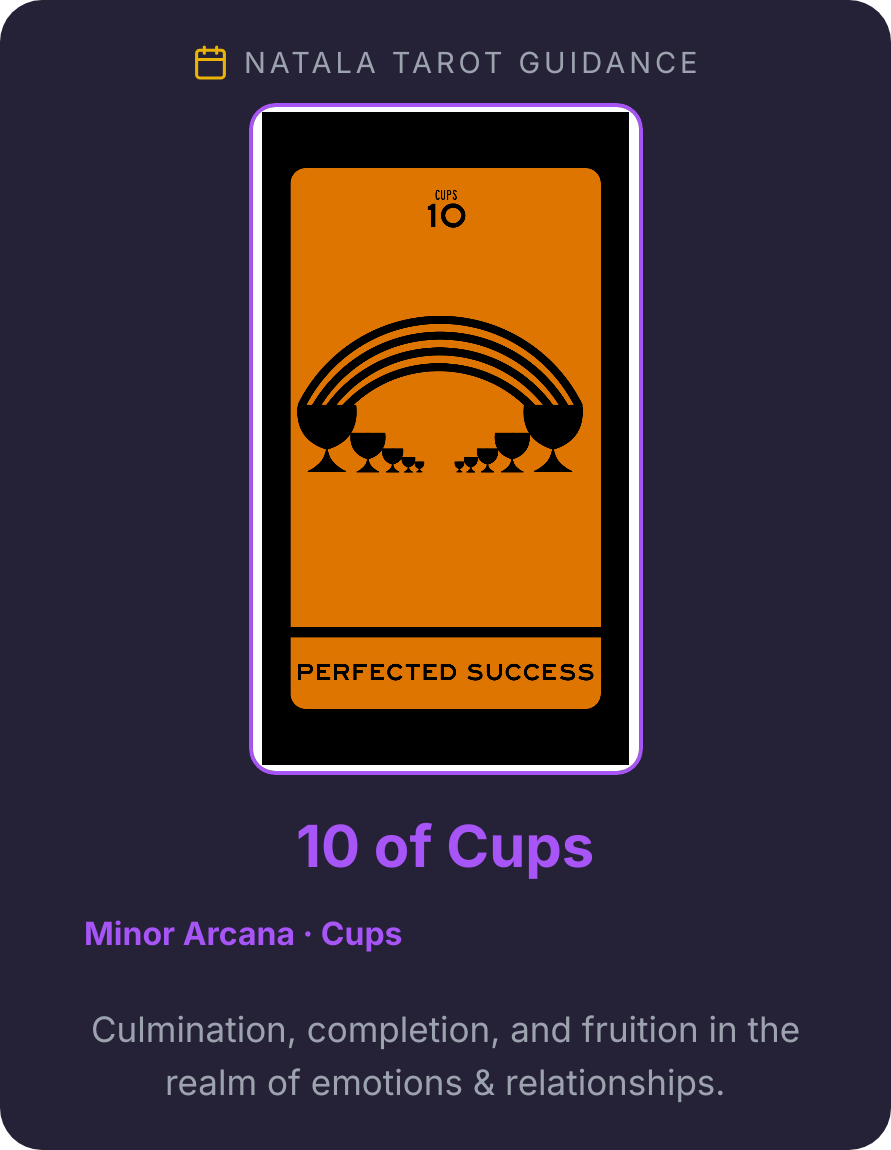 NATALA TAROT GUIDANCE
CUPS
10
PERFECTED SUCCESS
10 of Cups
Minor Arcana · Cups
Culmination, completion, and fruition in the
realm of emotions & relationships.